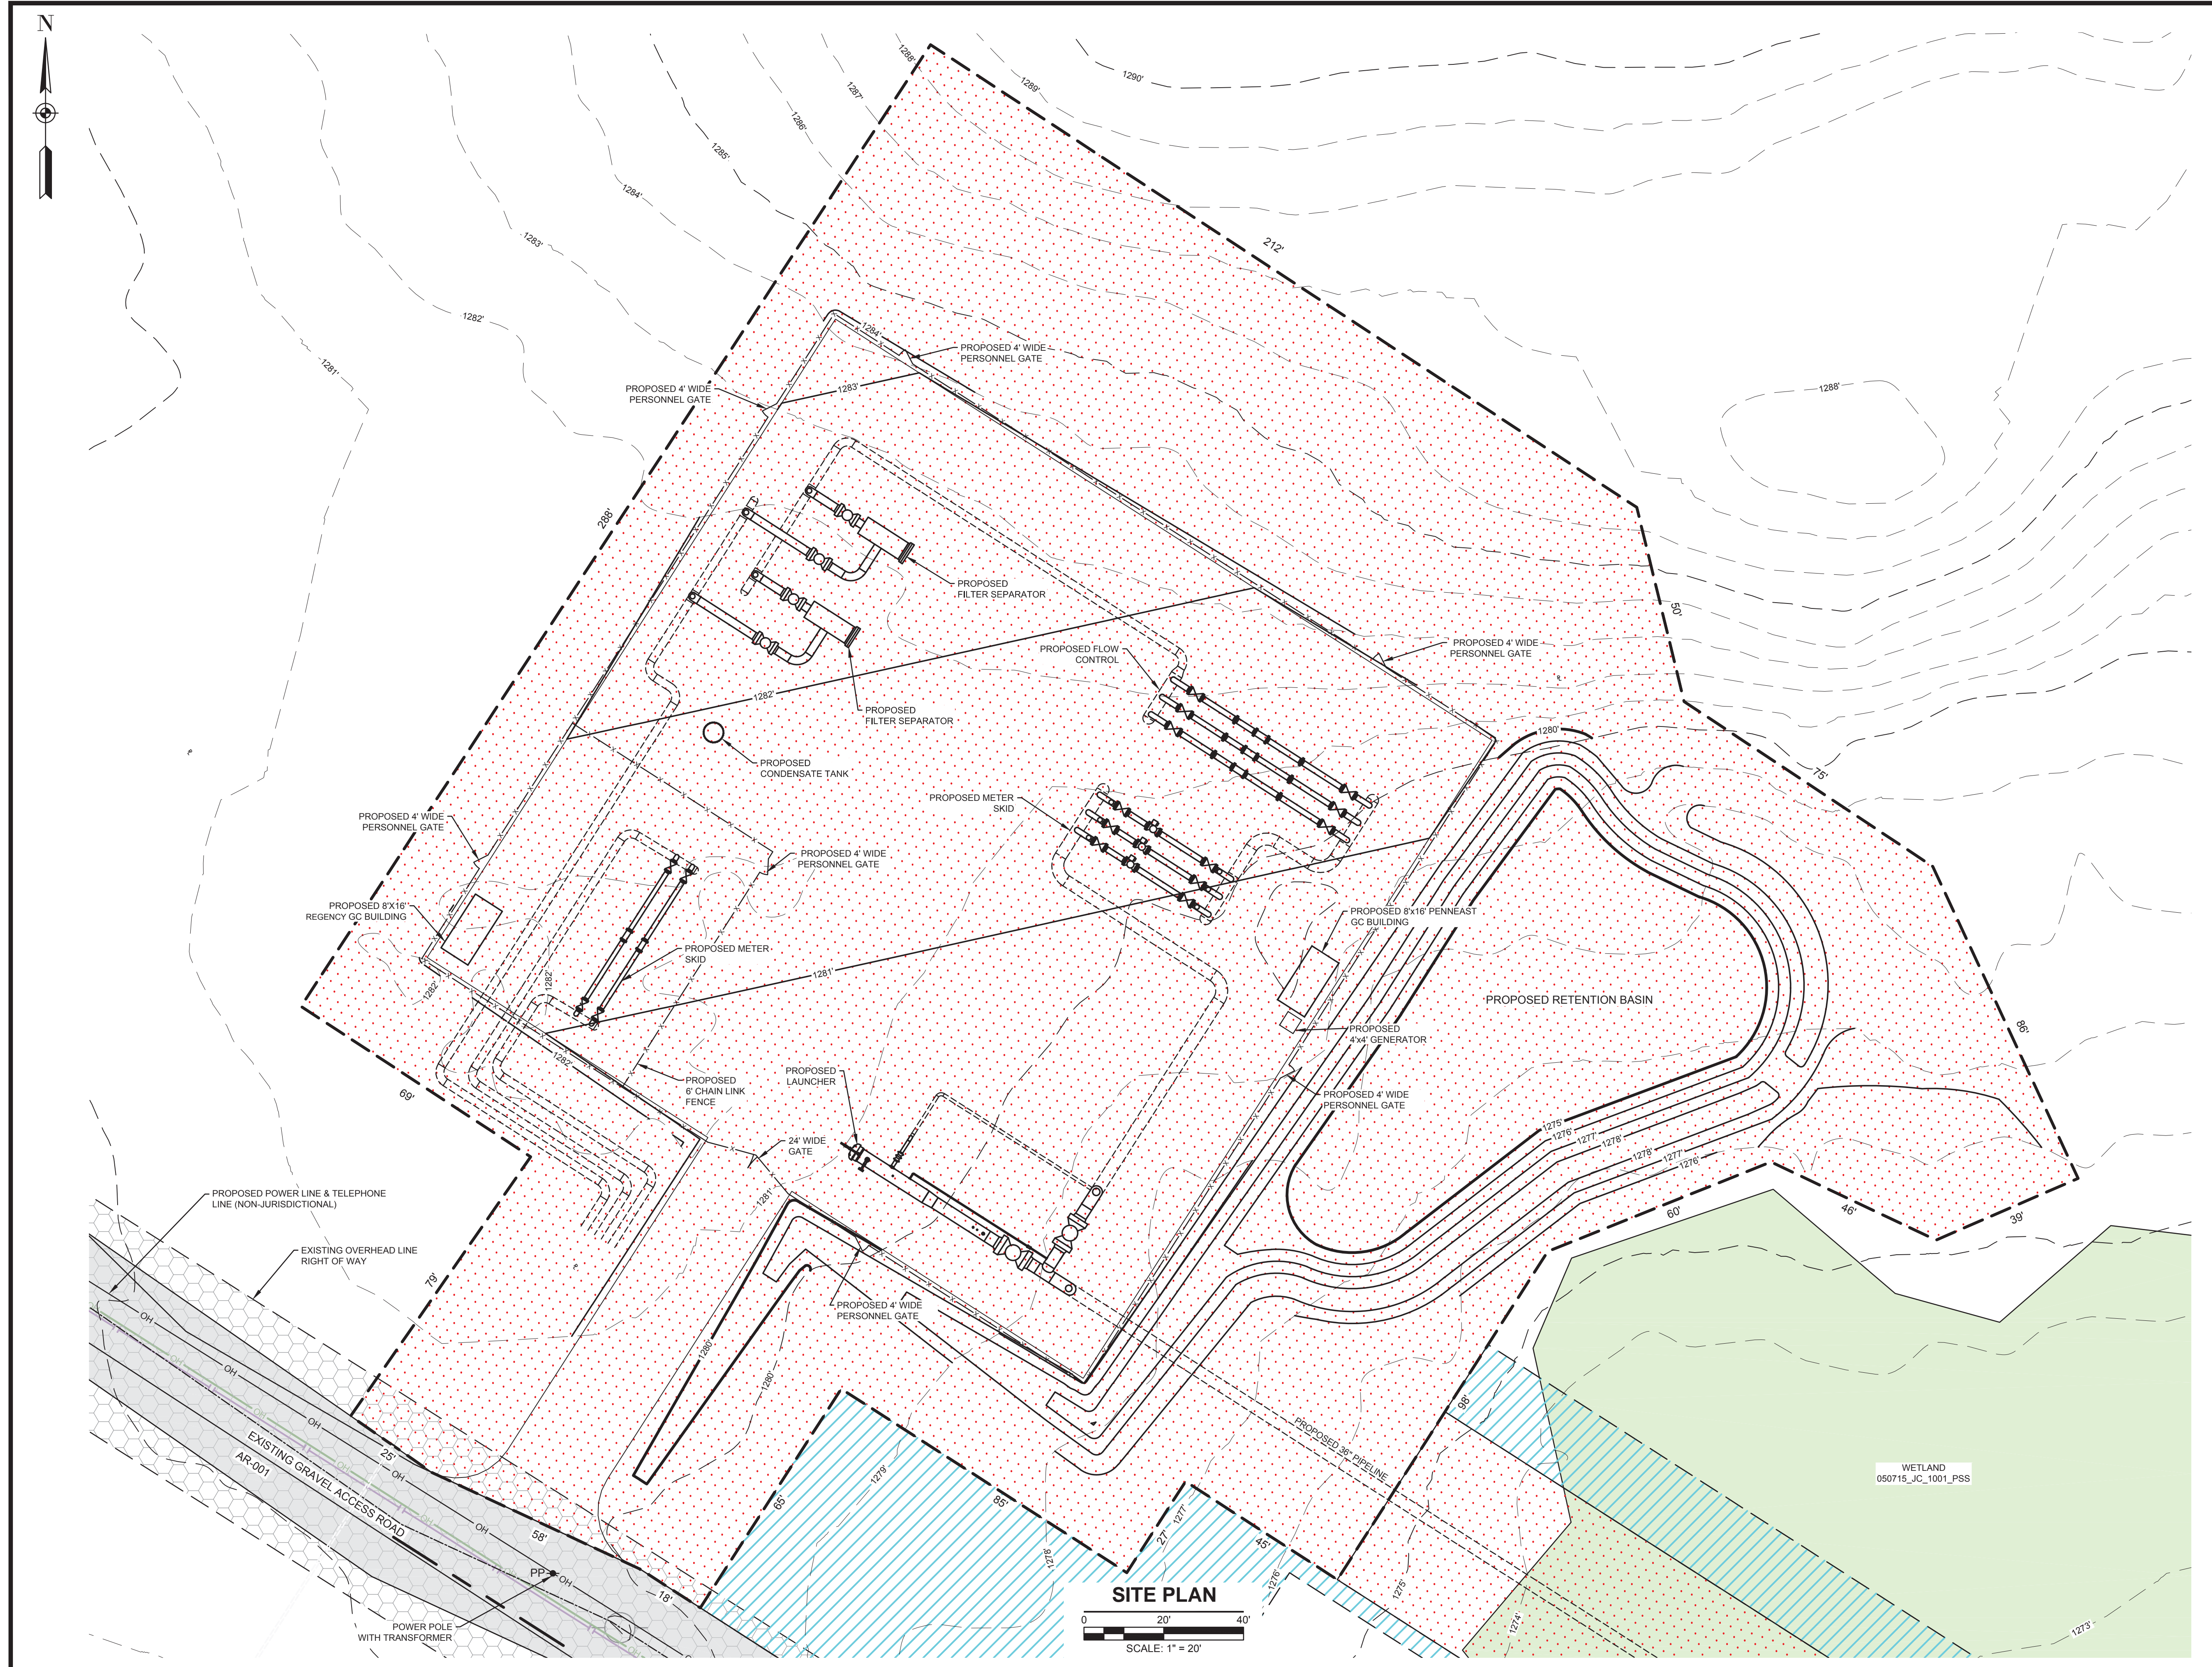 N
1288'
1289'
1290'
1287'
1286'
1285'
1284'
1283'
1282'
1281'
212'
1284'
PROPOSED 4' WIDE
PERSONNEL GATE
PROPOSED 4' WIDE
PERSONNEL GATE
1283'
1288'
288'
PROPOSED
FILTER SEPARATOR
50'
PROPOSED FLOW
CONTROL
PROPOSED 4' WIDE
PERSONNEL GATE
1282'
PROPOSED
FILTER SEPARATOR
1280'
PROPOSED
CONDENSATE TANK
75'
PROPOSED METER
SKID
PROPOSED 4' WIDE
PERSONNEL GATE
PROPOSED 4' WIDE
PERSONNEL GATE
PROPOSED 8'X16'
REGENCY GC BUILDING
PROPOSED 8'x16' PENNEAST
GC BUILDING
PROPOSED METER
SKID
1281'
1282'
1282'
PROPOSED RETENTION BASIN
86'
PROPOSED
4'x4' GENERATOR
1282'
PROPOSED
LAUNCHER
PROPOSED
6' CHAIN LINK
FENCE
69'
PROPOSED 4' WIDE
PERSONNEL GATE
1275'
1276'
1277'
1278'
24' WIDE
GATE
1278'
1277'
1276'
1281'
PROPOSED POWER LINE & TELEPHONE
LINE (NON-JURISDICTIONAL)
60'
46'
39'
EXISTING OVERHEAD LINE
RIGHT OF WAY
79'
PROPOSED 4' WIDE
PERSONNEL GATE
OH
1280'
1280'
OH
98'
PROPOSED 36" PIPELINE
OH
25'
OH
EXISTING GRAVEL ACCESS ROAD
AR-001
1279'
65'
85'
WETLAND
050715_JC_1001_PSS
OH
58'
27'
1277'
45'
1278'
PP
OH
18'
1276'
1275'
1274'
1273'
POWER POLE
WITH TRANSFORMER
SITE PLAN
0 20' 40'
SCALE: 1" = 20'